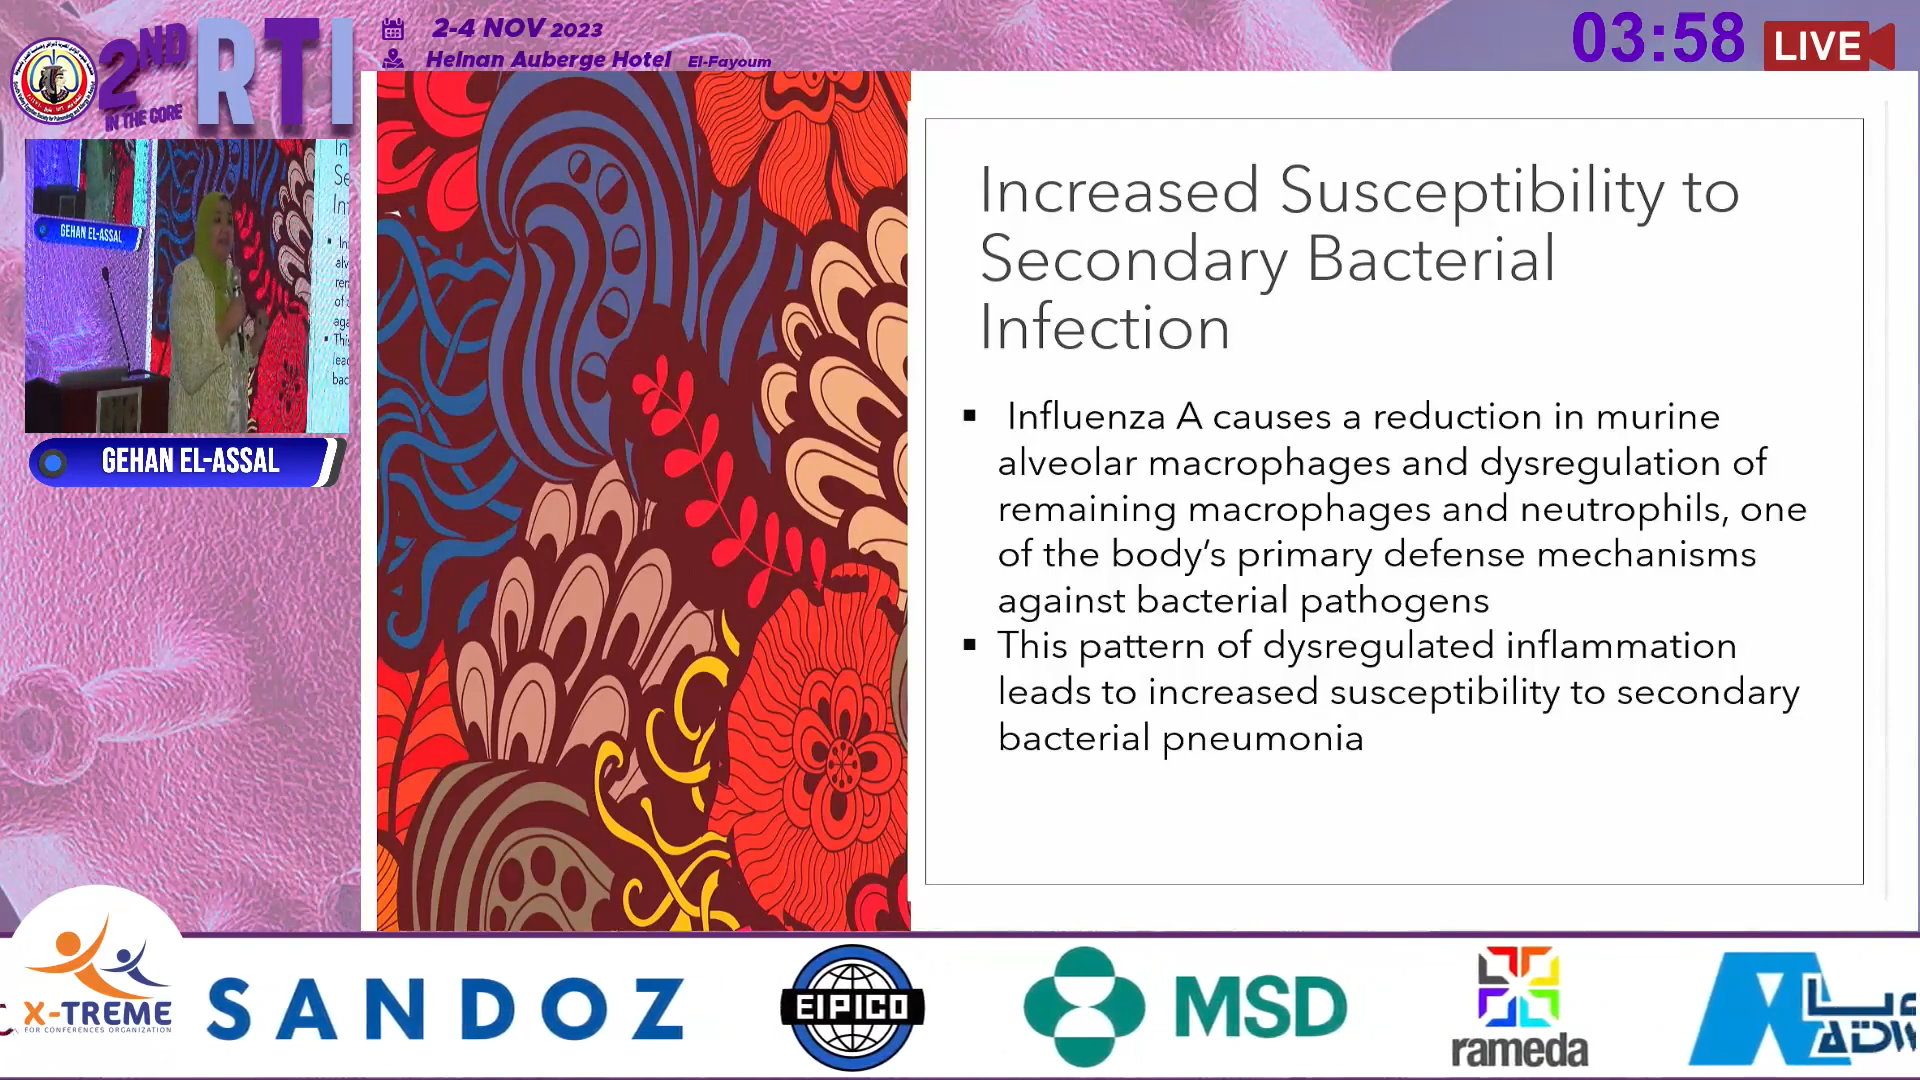 2ND
IN THE CORE
RTI
2-4 NOV 2023
Helnan Auberge Hotel El-Fayoum
03:58
LIVE
GEHAN EL-ASSAL
GEHAN EL-ASSAL
Increased Susceptibility to
Secondary Bacterial
Infection
▪ Influenza A causes a reduction in murine
alveolar macrophages and dysregulation of
remaining macrophages and neutrophils, one
of the body’s primary defense mechanisms
against bacterial pathogens
▪ This pattern of dysregulated inflammation
leads to increased susceptibility to secondary
bacterial pneumonia
X-TREME
FOR CONFERENCES ORGANIZATION
SANDOZ
EIPICO
MSD
rameda